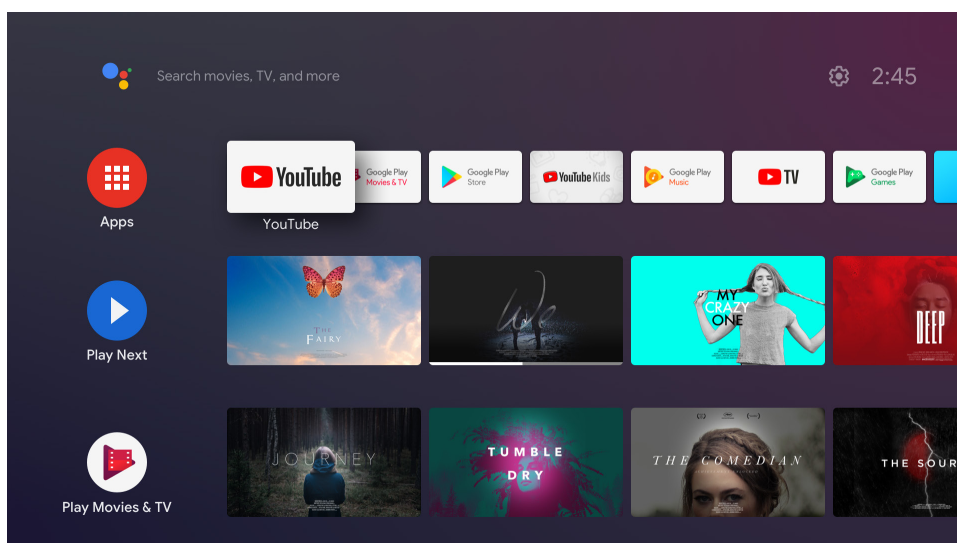 Search movies, TV, and more
2:45
Apps
YouTube
Google Play
Movies & TV
Google Play
Store
YouTube Kids
Google Play
Music
TV
Google Play
Games
YouTube
Play Next
THE
FAIRY
We
MY
CRAZY
ONE
DEEP
Play Movies & TV
JOURNEY
TUMBLE
DRY
THE COMEDIAN
THE SOUR